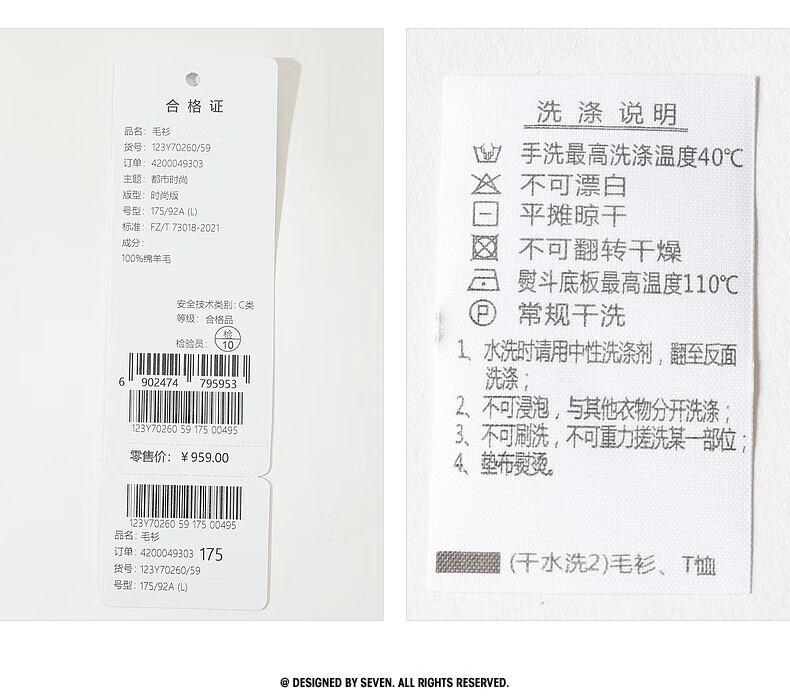 合格证
品名：毛衫
货号：123Y70260/59
订单：4200049303
主题：都市时尚
版型：时尚版
号型：175/92A (L)
标准：FZ/T 73018-2021
成分：
100%绵羊毛
安全技术类别：C类
等级：合格品
检验员：检10
6 902474 795953
123Y70260 59 175 00495
零售价：￥959.00
123Y70260 59 175 00495
品名：毛衫
订单：4200049303 175
货号：123Y70260/59
号型：175/92A (L)
洗涤说明
手洗最高洗涤温度40℃
不可漂白
平摊晾干
不可翻转干燥
熨斗底板最高温度110℃
P 常规干洗
1、水洗时请用中性洗涤剂，翻至反面
洗涤；
2、不可浸泡，与其他衣物分开洗涤；
3、不可刷洗，不可重力搓洗某一部位；
4、垫布熨烫。
(干水洗2)毛衫、T恤
@ DESIGNED BY SEVEN. ALL RIGHTS RESERVED.